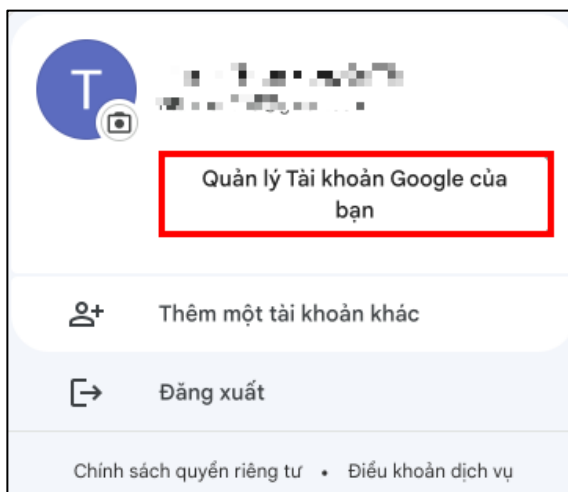 T
Quản lý Tài khoản Google của
bạn
Thêm một tài khoản khác
Đăng xuất
Chính sách quyền riêng tư • Điều khoản dịch vụ